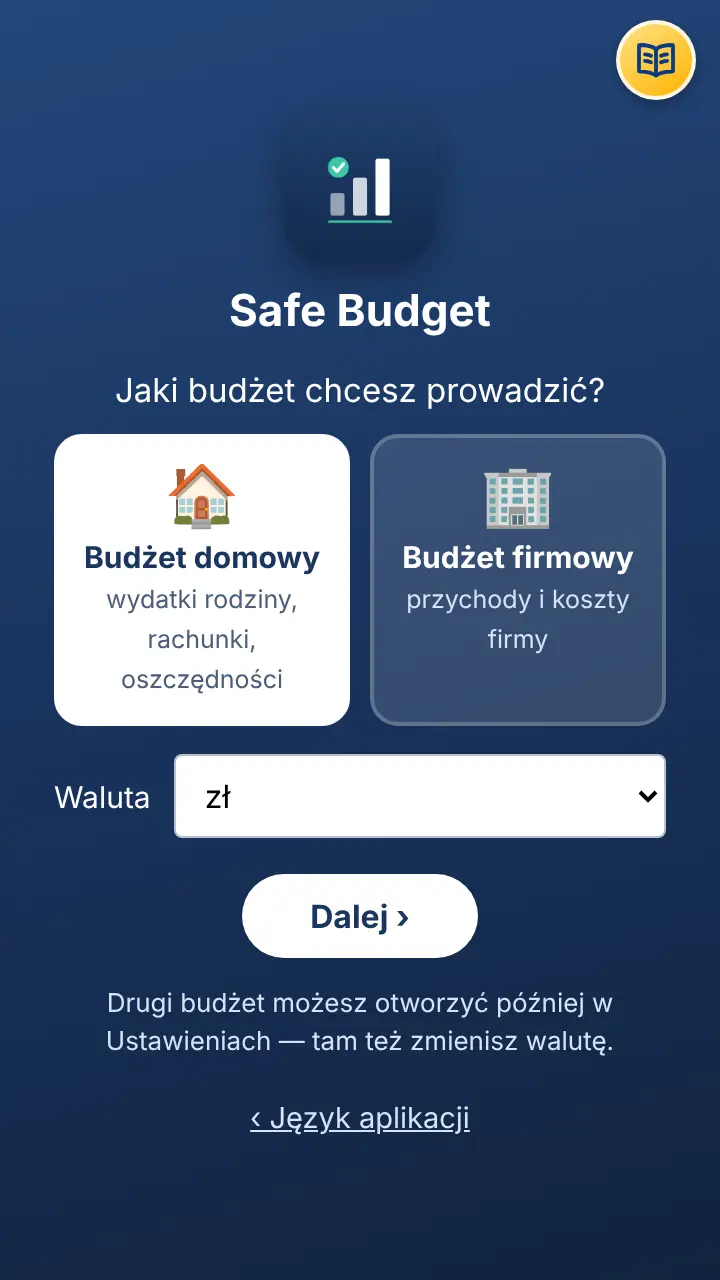 Safe Budget
Jaki budżet chcesz prowadzić?
Budżet domowy
wydatki rodziny,
rachunki,
oszczędności
Budżet firmowy
przychody i koszty
firmy
Waluta
zł
Dalej ›
Drugi budżet możesz otworzyć później w
Ustawieniach — tam też zmienisz walutę.
‹ Język aplikacji